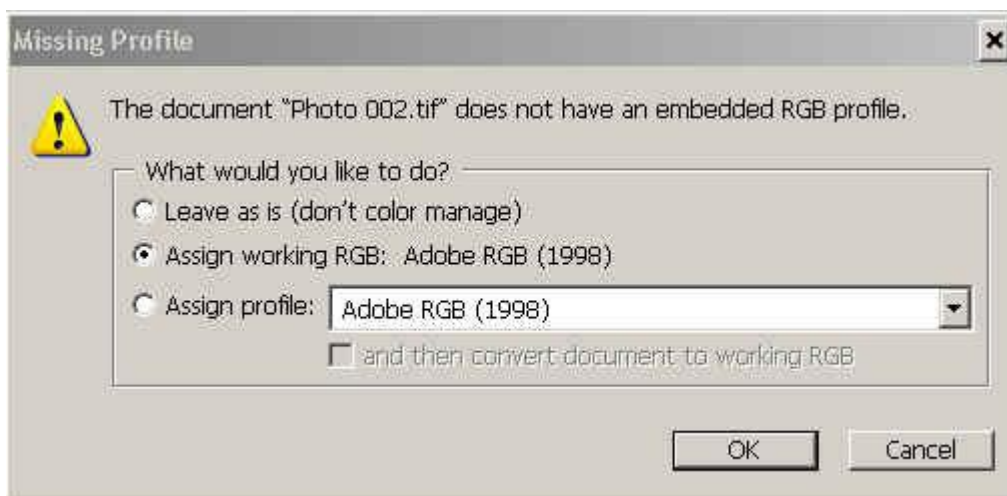 Missing Profile
The document "Photo 002.tif" does not have an embedded RGB profile.
What would you like to do?
Leave as is (don't color manage)
Assign working RGB: Adobe RGB (1998)
Assign profile: Adobe RGB (1998)
and then convert document to working RGB
OK Cancel